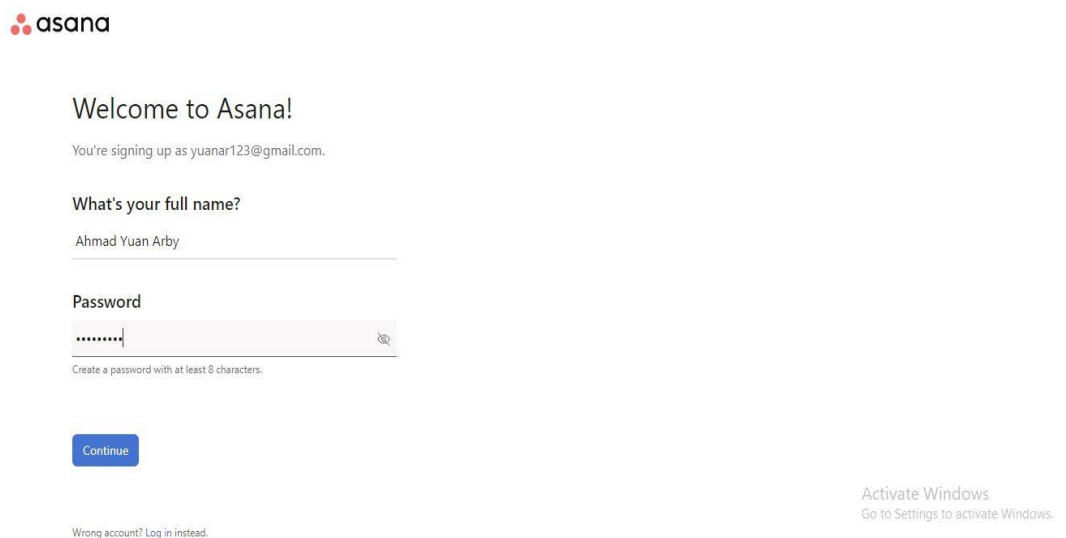 asana
Welcome to Asana!
You're signing up as yuanar123@gmail.com.
What's your full name?
Ahmad Yuan Arby
Password
•••••••••
Create a password with at least 8 characters.
Continue
Activate Windows
Go to Settings to activate Windows.
Wrong account? Log in instead.